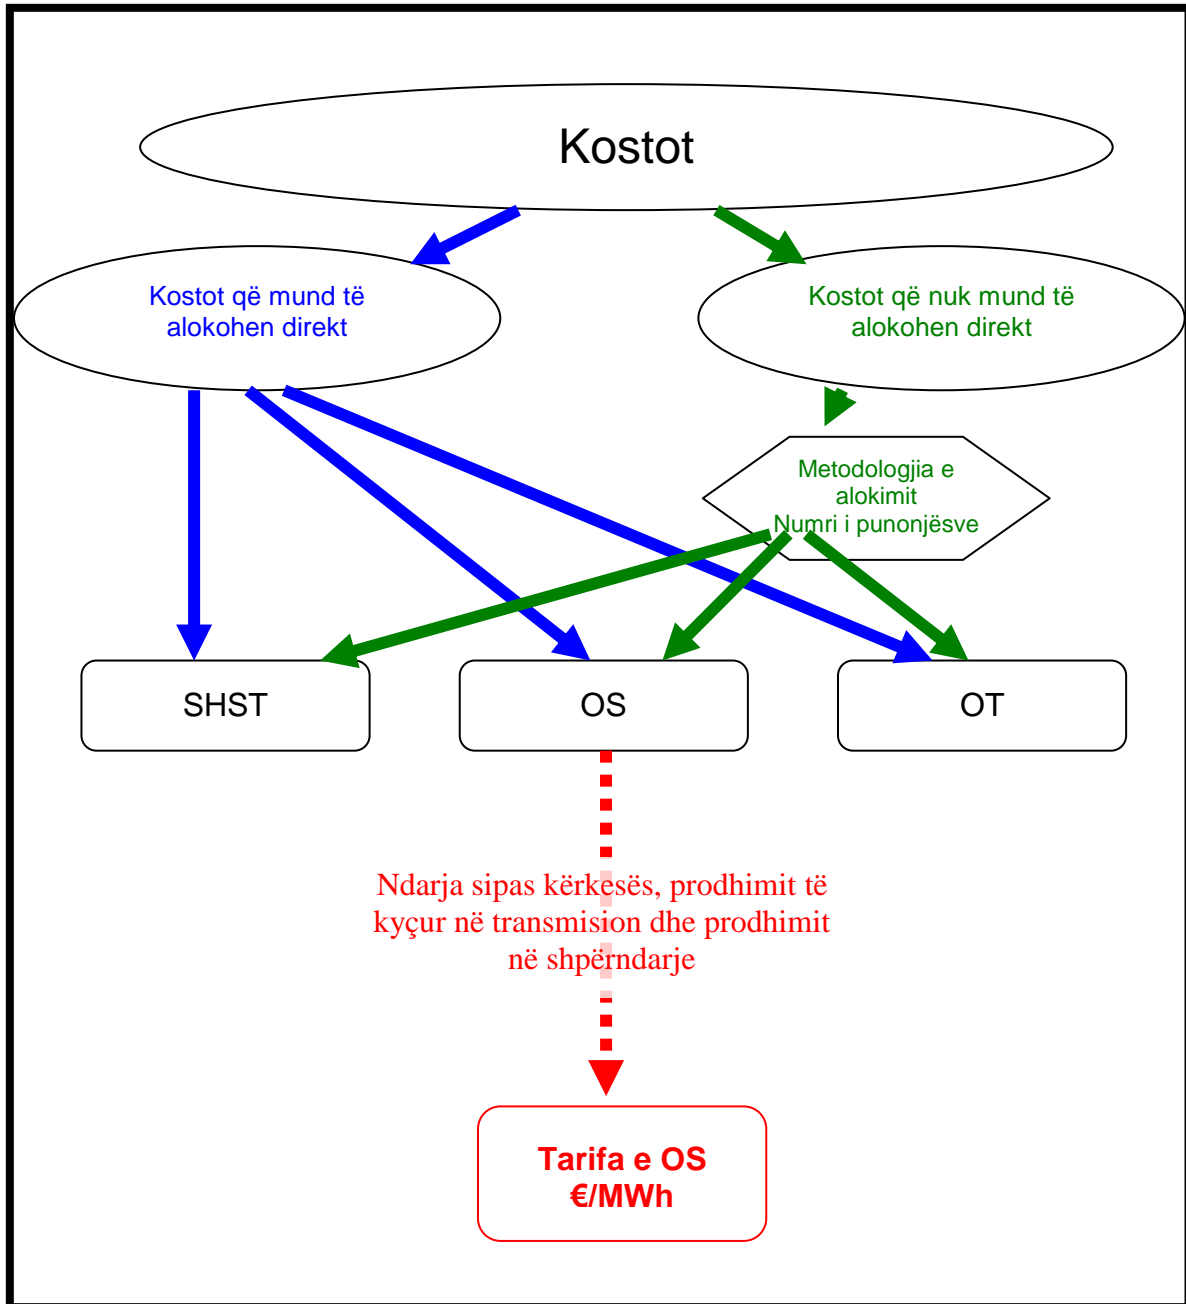 Kostot
Kostot që mund të
alokohen direkt
Kostot që nuk mund të
alokohen direkt
Metodologjia e
alokimit
Numri i punonjësve
SHST
OS
OT
Ndarja sipas kërkesës, prodhimit të
kyçur në transmision dhe prodhimit
në shpërndarje
Tarifa e OS
€/MWh